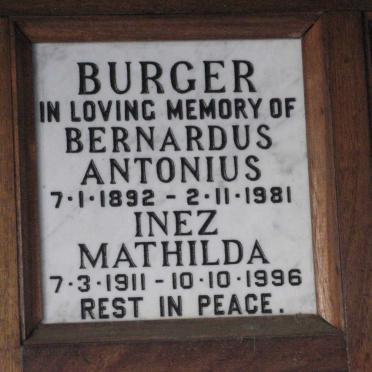 BURGER
IN LOVING MEMORY OF
BERNARDUS
ANTONIUS
7·1·1892 - 2·11·1981
INEZ
MATHILDA
7·3·1911 - 10·10·1996
REST IN PEACE.